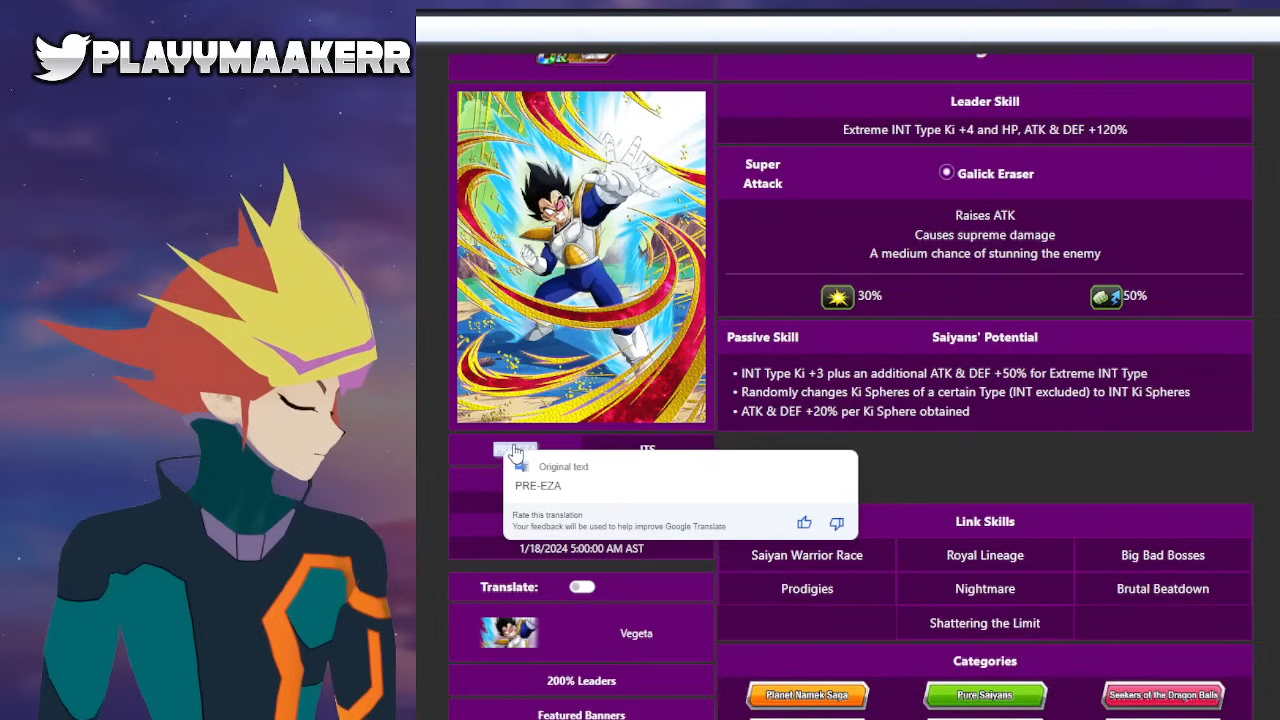 PLAYYMAAKERR
Leader Skill
Extreme INT Type Ki +4 and HP, ATK & DEF +120%
Super
Attack
Galick Eraser
Raises ATK
Causes supreme damage
A medium chance of stunning the enemy
30%
50%
Passive Skill
Saiyans' Potential
• INT Type Ki +3 plus an additional ATK & DEF +50% for Extreme INT Type
• Randomly changes Ki Spheres of a certain Type (INT excluded) to INT Ki Spheres
• ATK & DEF +20% per Ki Sphere obtained
Original text
PRE-EZA
Rate this translation
Your feedback will be used to help improve Google Translate
1/18/2024 5:00:00 AM AST
Translate:
Vegeta
200% Leaders
Featured Banners
Link Skills
Saiyan Warrior Race Royal Lineage Big Bad Bosses
Prodigies Nightmare Brutal Beatdown
Shattering the Limit
Categories
Planet Namek Saga Pure Saiyans Seekers of the Dragon Balls